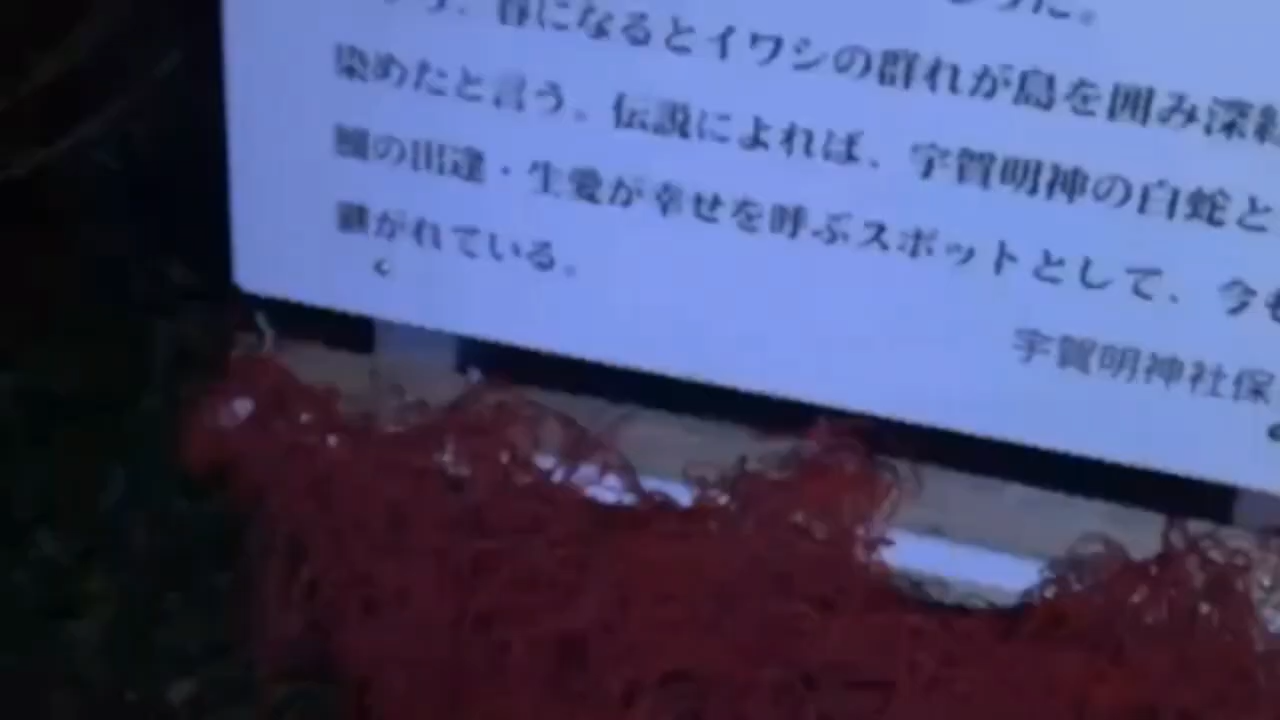 した。
春になるとイワシの群れが島を囲み深紅
染めたと言う。伝説によれば、宇賀明神の白蛇と
の出逢・生愛が幸せを呼ぶスポットとして、今も
継がれている。
宇賀明神社保